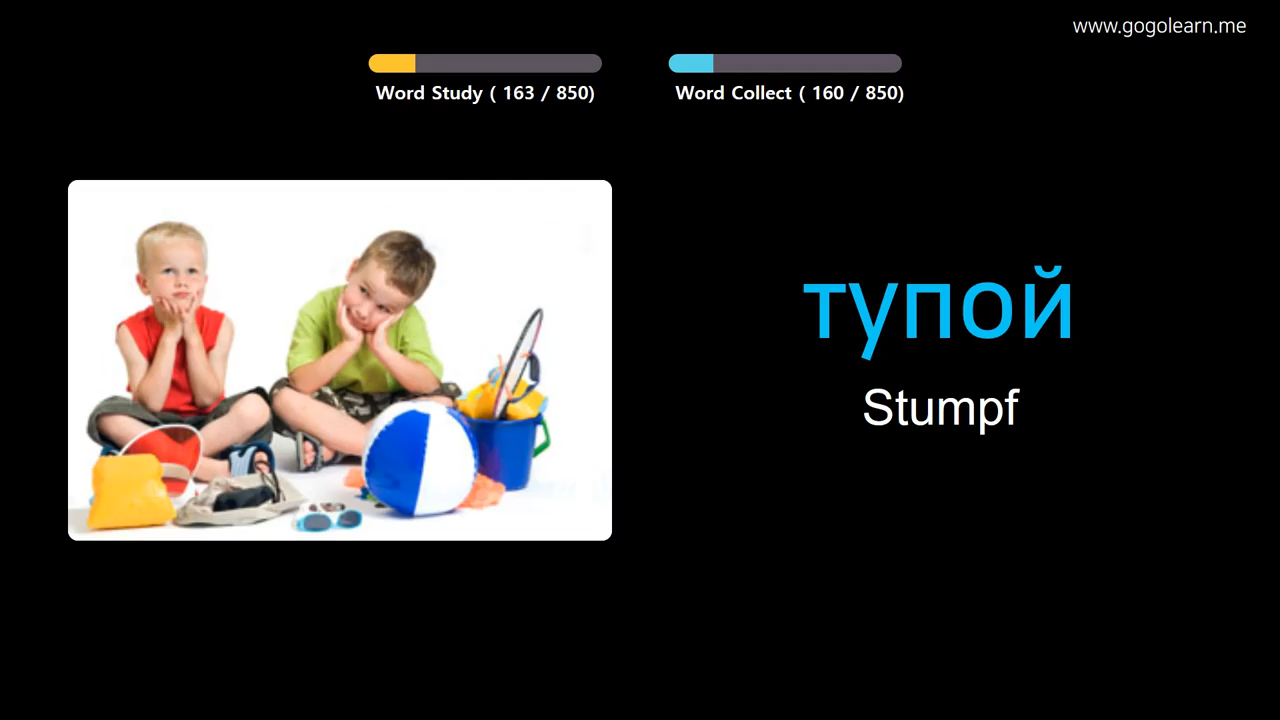 www.gogolearn.me
Word Study ( 163 / 850)
Word Collect ( 160 / 850)
тупой
Stumpf